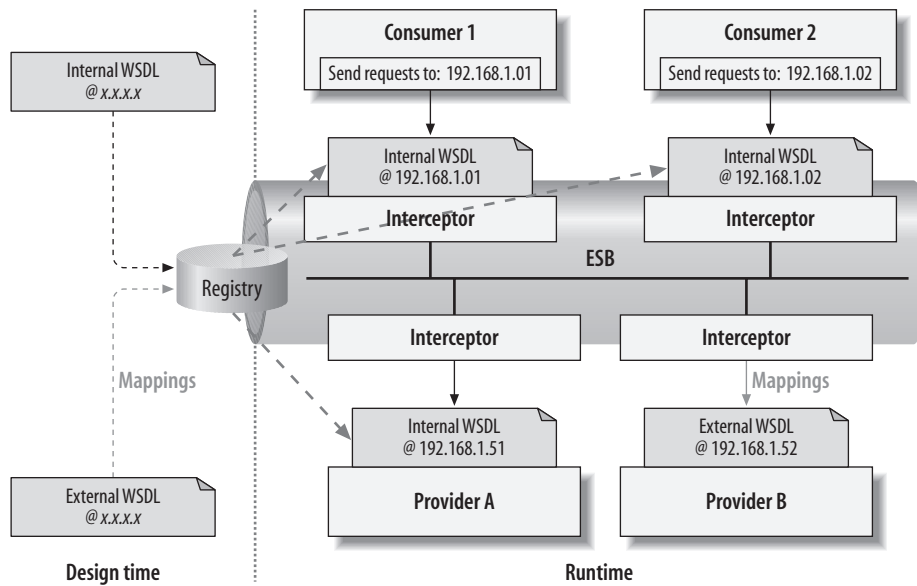 Consumer 1
Send requests to: 192.168.1.01
Consumer 2
Send requests to: 192.168.1.02
Internal WSDL
@ x.x.x.x
Internal WSDL
@ 192.168.1.01
Internal WSDL
@ 192.168.1.02
Interceptor
Interceptor
ESB
Registry
Interceptor
Interceptor
Mappings
Mappings
Internal WSDL
@ 192.168.1.51
External WSDL
@ 192.168.1.52
External WSDL
@ x.x.x.x
Provider A
Provider B
Design time
Runtime